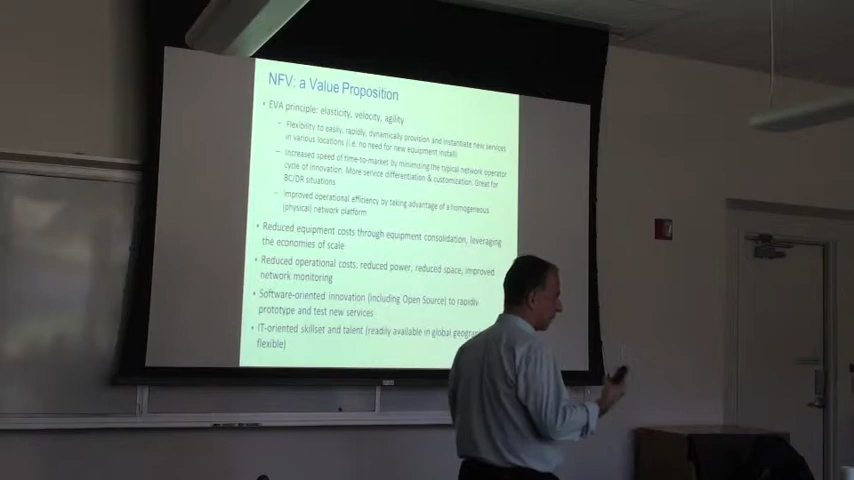 NFV: a Value Proposition
• EVA principle: elasticity, velocity, agility
– Flexibility to easily, rapidly, dynamically provision and instantiate new services
in various locations (i.e. no need for new equipment install)
– Increased speed of time-to-market by minimising the typical network operator
cycle of innovation. More service differentiation & customization. Great for
BC/DR situations
– Improved operational efficiency by taking advantage of a homogeneous
(physical) network platform
• Reduced equipment costs through equipment consolidation, leveraging
the economies of scale
• Reduced operational costs, reduced power, reduced space, improved
network monitoring
• Software-oriented innovation (including Open Source) to rapidly
prototype and test new services
• IT-oriented skillset and talent (readily available in global
flexible)